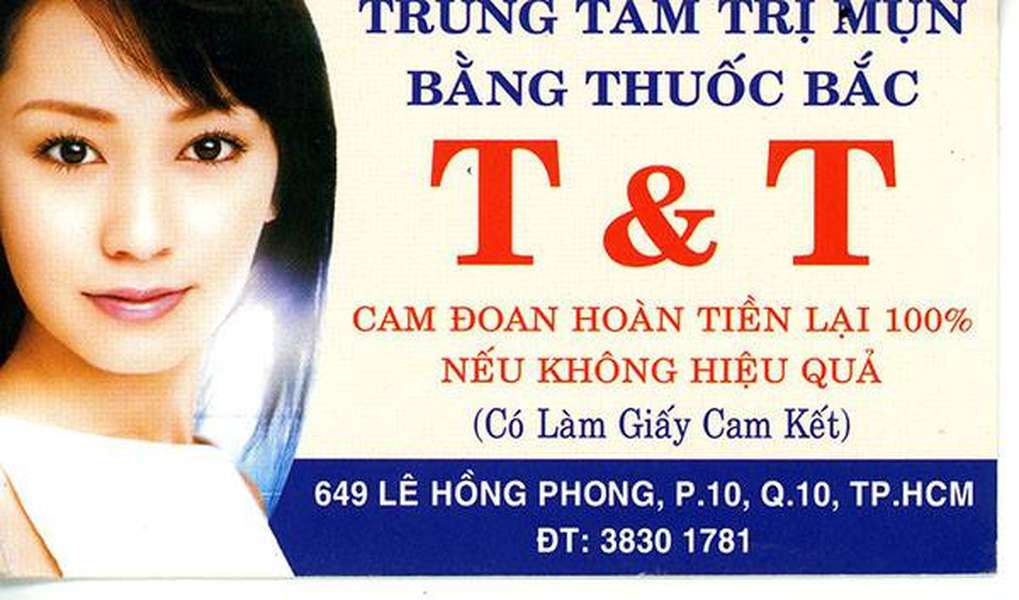 TRUNG TÂM TRỊ MỤN
BẰNG THUỐC BẮC
T & T
CAM ĐOAN HOÀN TIỀN LẠI 100%
NẾU KHÔNG HIỆU QUẢ
(Có Làm Giấy Cam Kết)
649 LÊ HỒNG PHONG, P.10, Q.10, TP.HCM
ĐT: 3830 1781